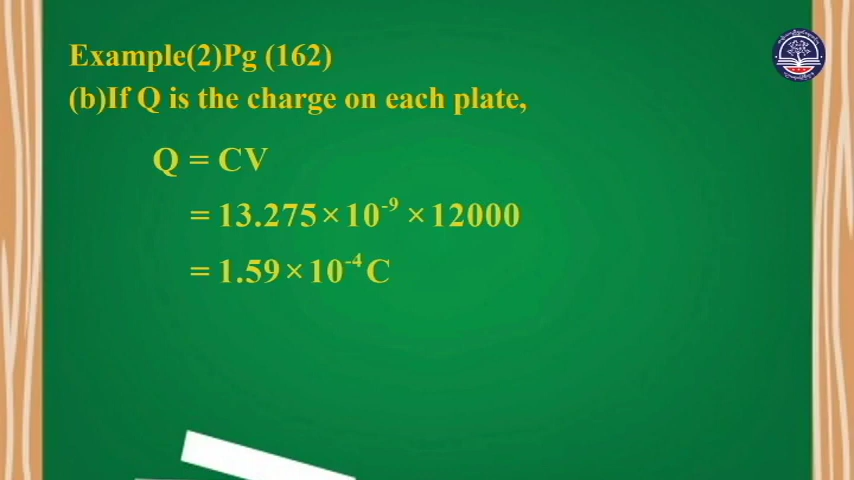 Example(2)Pg (162)
(b)If Q is the charge on each plate,
Q = CV
= 13.275 × 10⁻⁹ × 12000
= 1.59 × 10⁻⁴ C